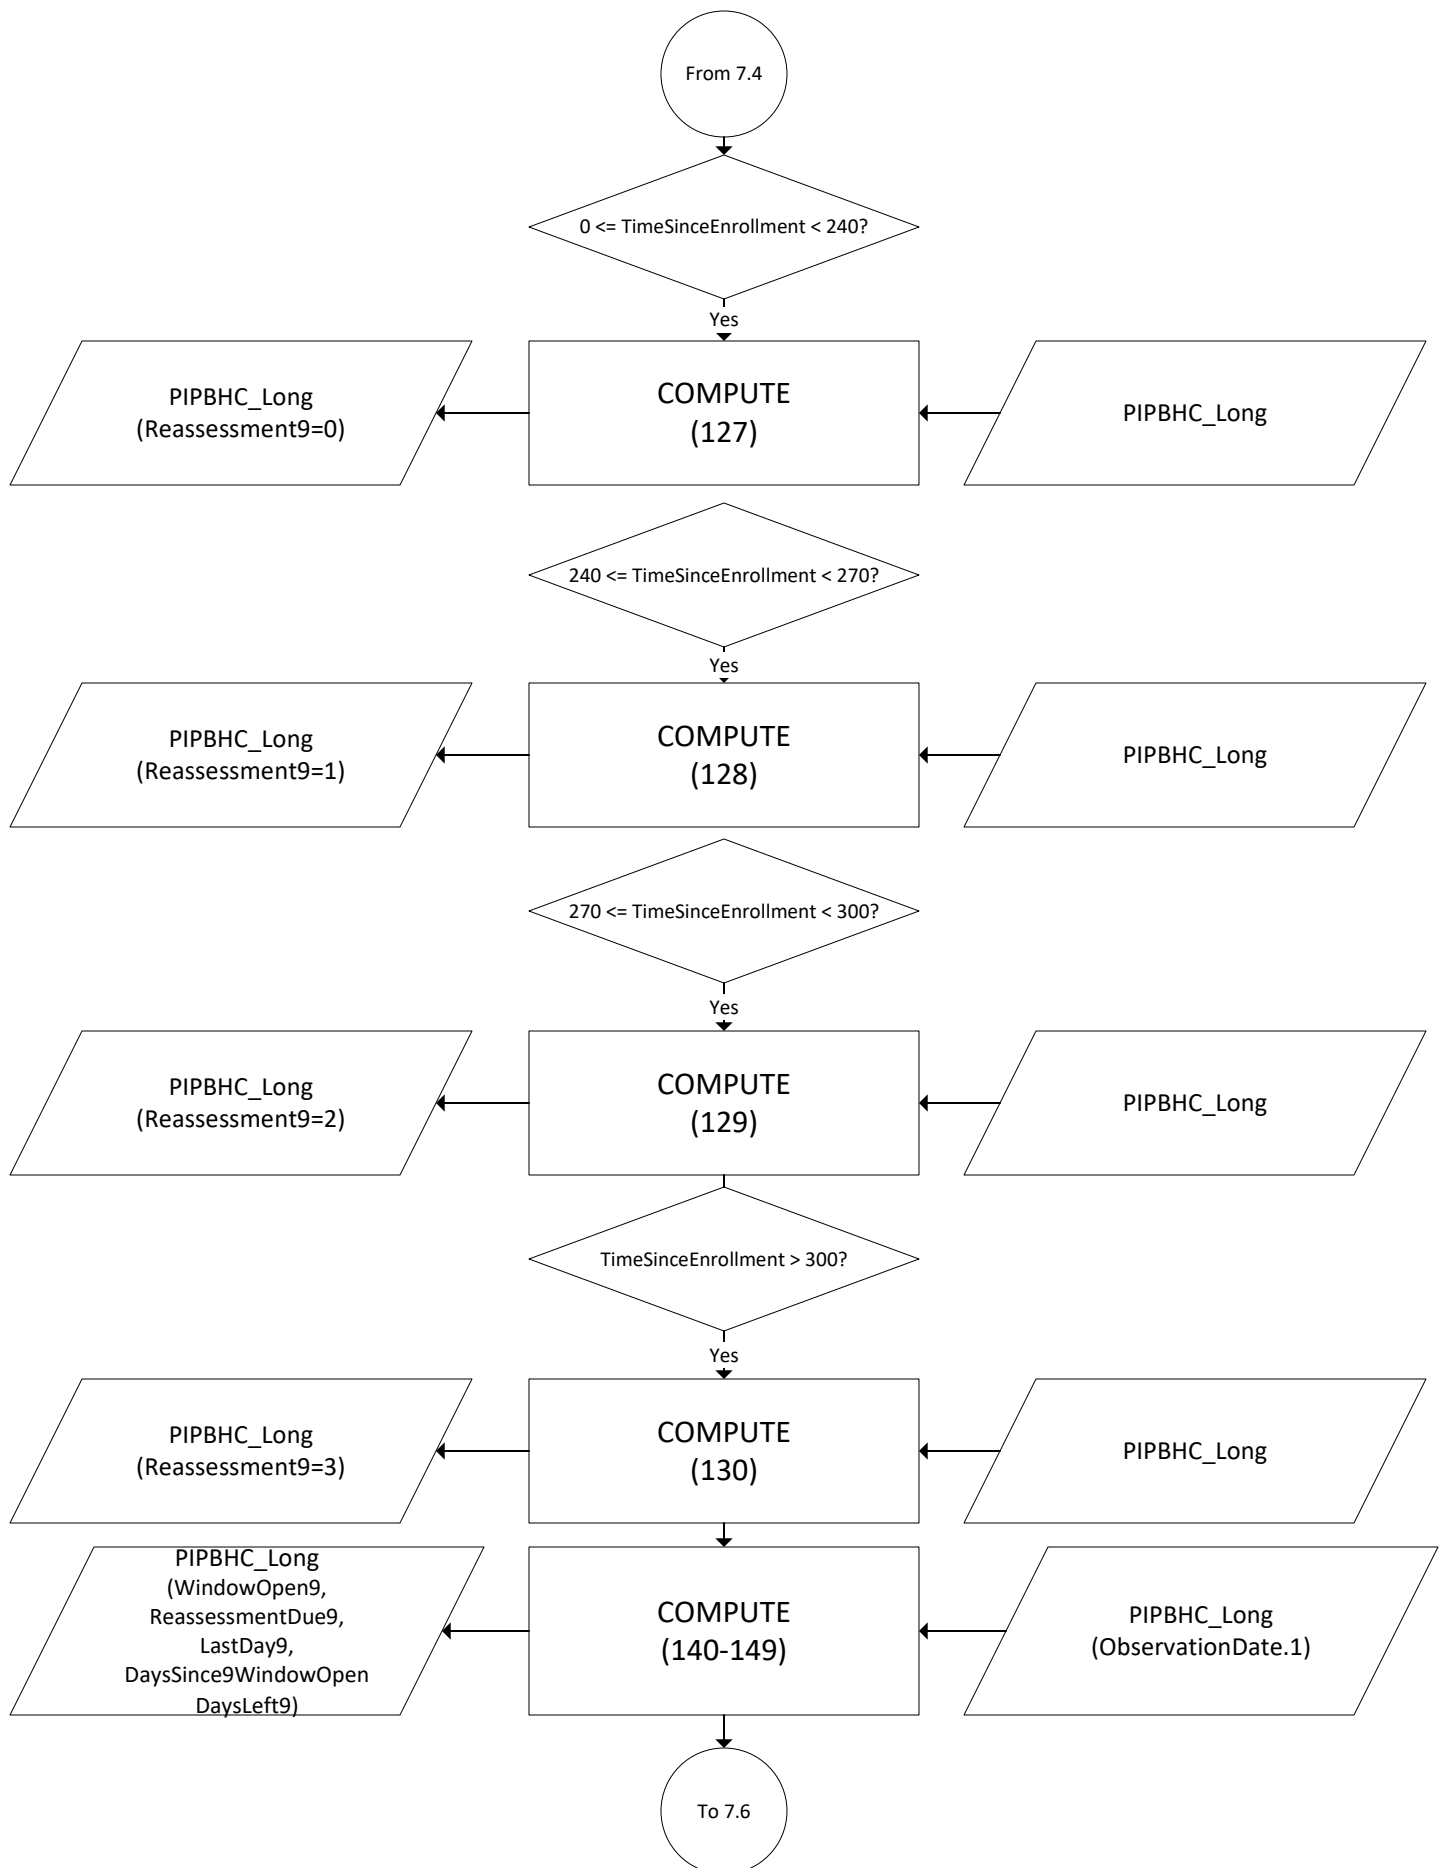 From 7.4
0 <= TimeSinceEnrollment < 240?
Yes
PIPBHC_Long
(Reassessment9=0)
COMPUTE
(127)
PIPBHC_Long
240 <= TimeSinceEnrollment < 270?
Yes
PIPBHC_Long
(Reassessment9=1)
COMPUTE
(128)
PIPBHC_Long
270 <= TimeSinceEnrollment < 300?
Yes
PIPBHC_Long
(Reassessment9=2)
COMPUTE
(129)
PIPBHC_Long
TimeSinceEnrollment > 300?
Yes
PIPBHC_Long
(Reassessment9=3)
COMPUTE
(130)
PIPBHC_Long
PIPBHC_Long
(WindowOpen9,
ReassessmentDue9,
LastDay9,
DaysSince9WindowOpen
DaysLeft9)
COMPUTE
(140-149)
PIPBHC_Long
(ObservationDate.1)
To 7.6